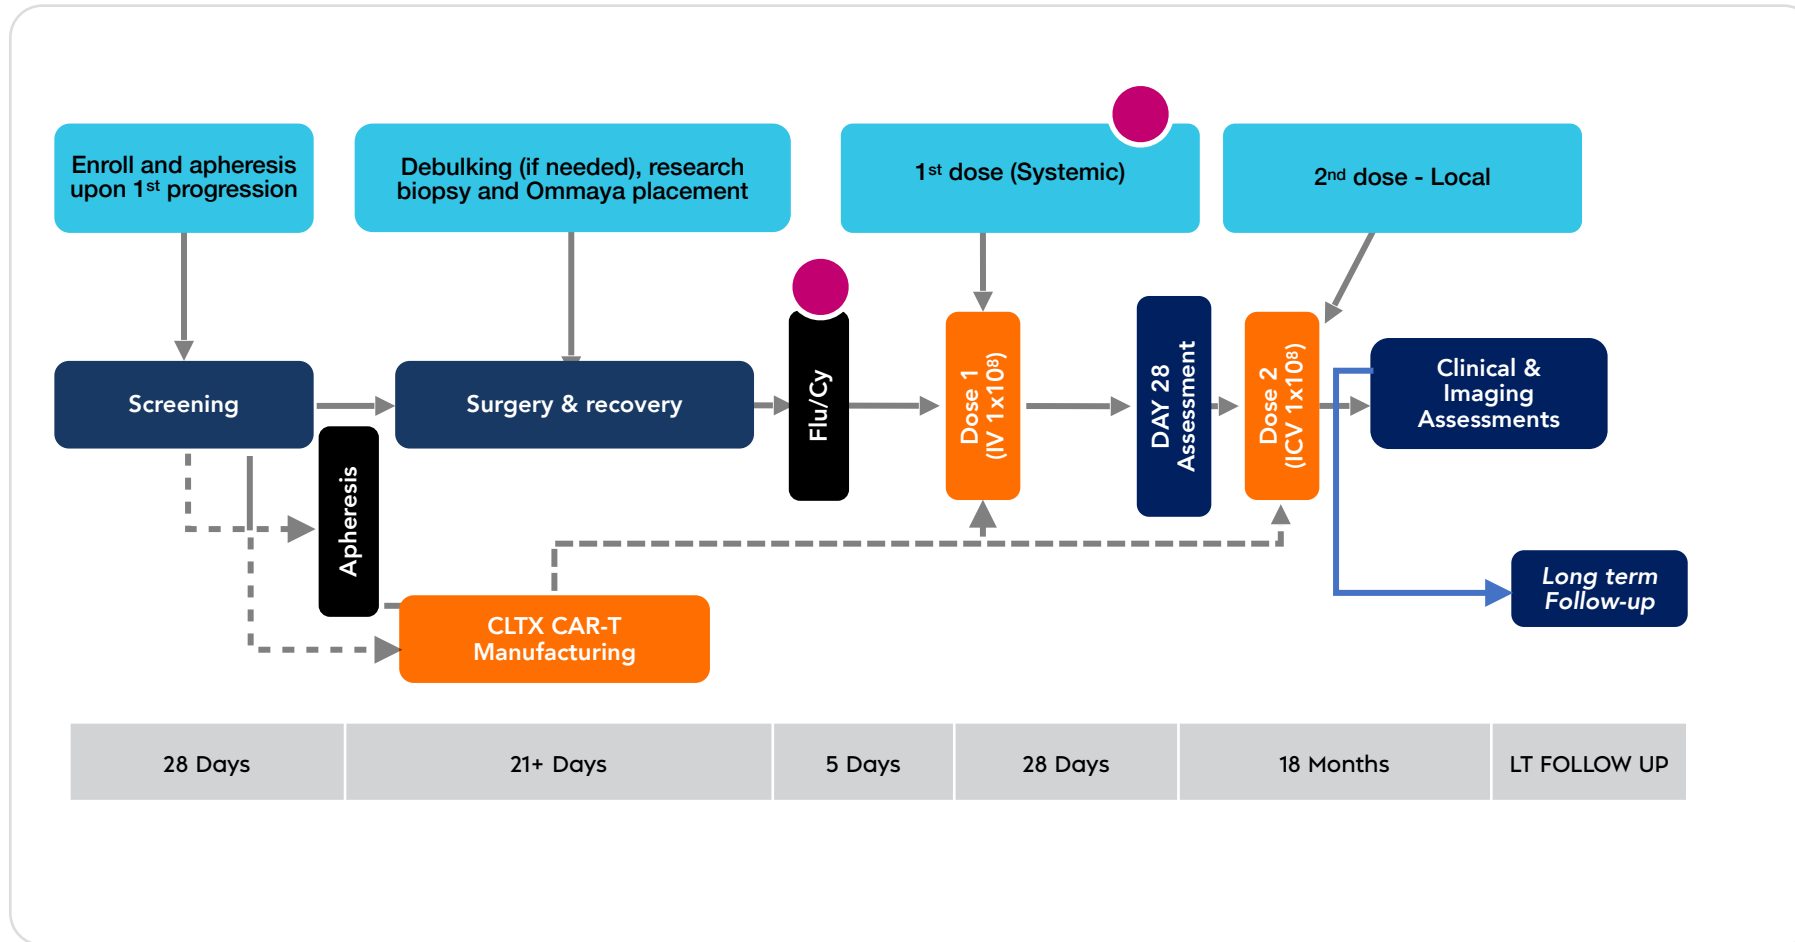 Enroll and apheresis
upon 1st progression
Debulking (if needed), research
biopsy and Ommaya placement
1st dose (Systemic)
2nd dose - Local
Screening
Surgery & recovery
Flu/Cy
Dose 1
(IV 1x10⁸)
DAY 28
Assessment
Dose 2
(ICV 1x10⁸)
Clinical &
Imaging
Assessments
Apheresis
CLTX CAR-T
Manufacturing
Long term
Follow-up
28 Days
21+ Days
5 Days
28 Days
18 Months
LT FOLLOW UP